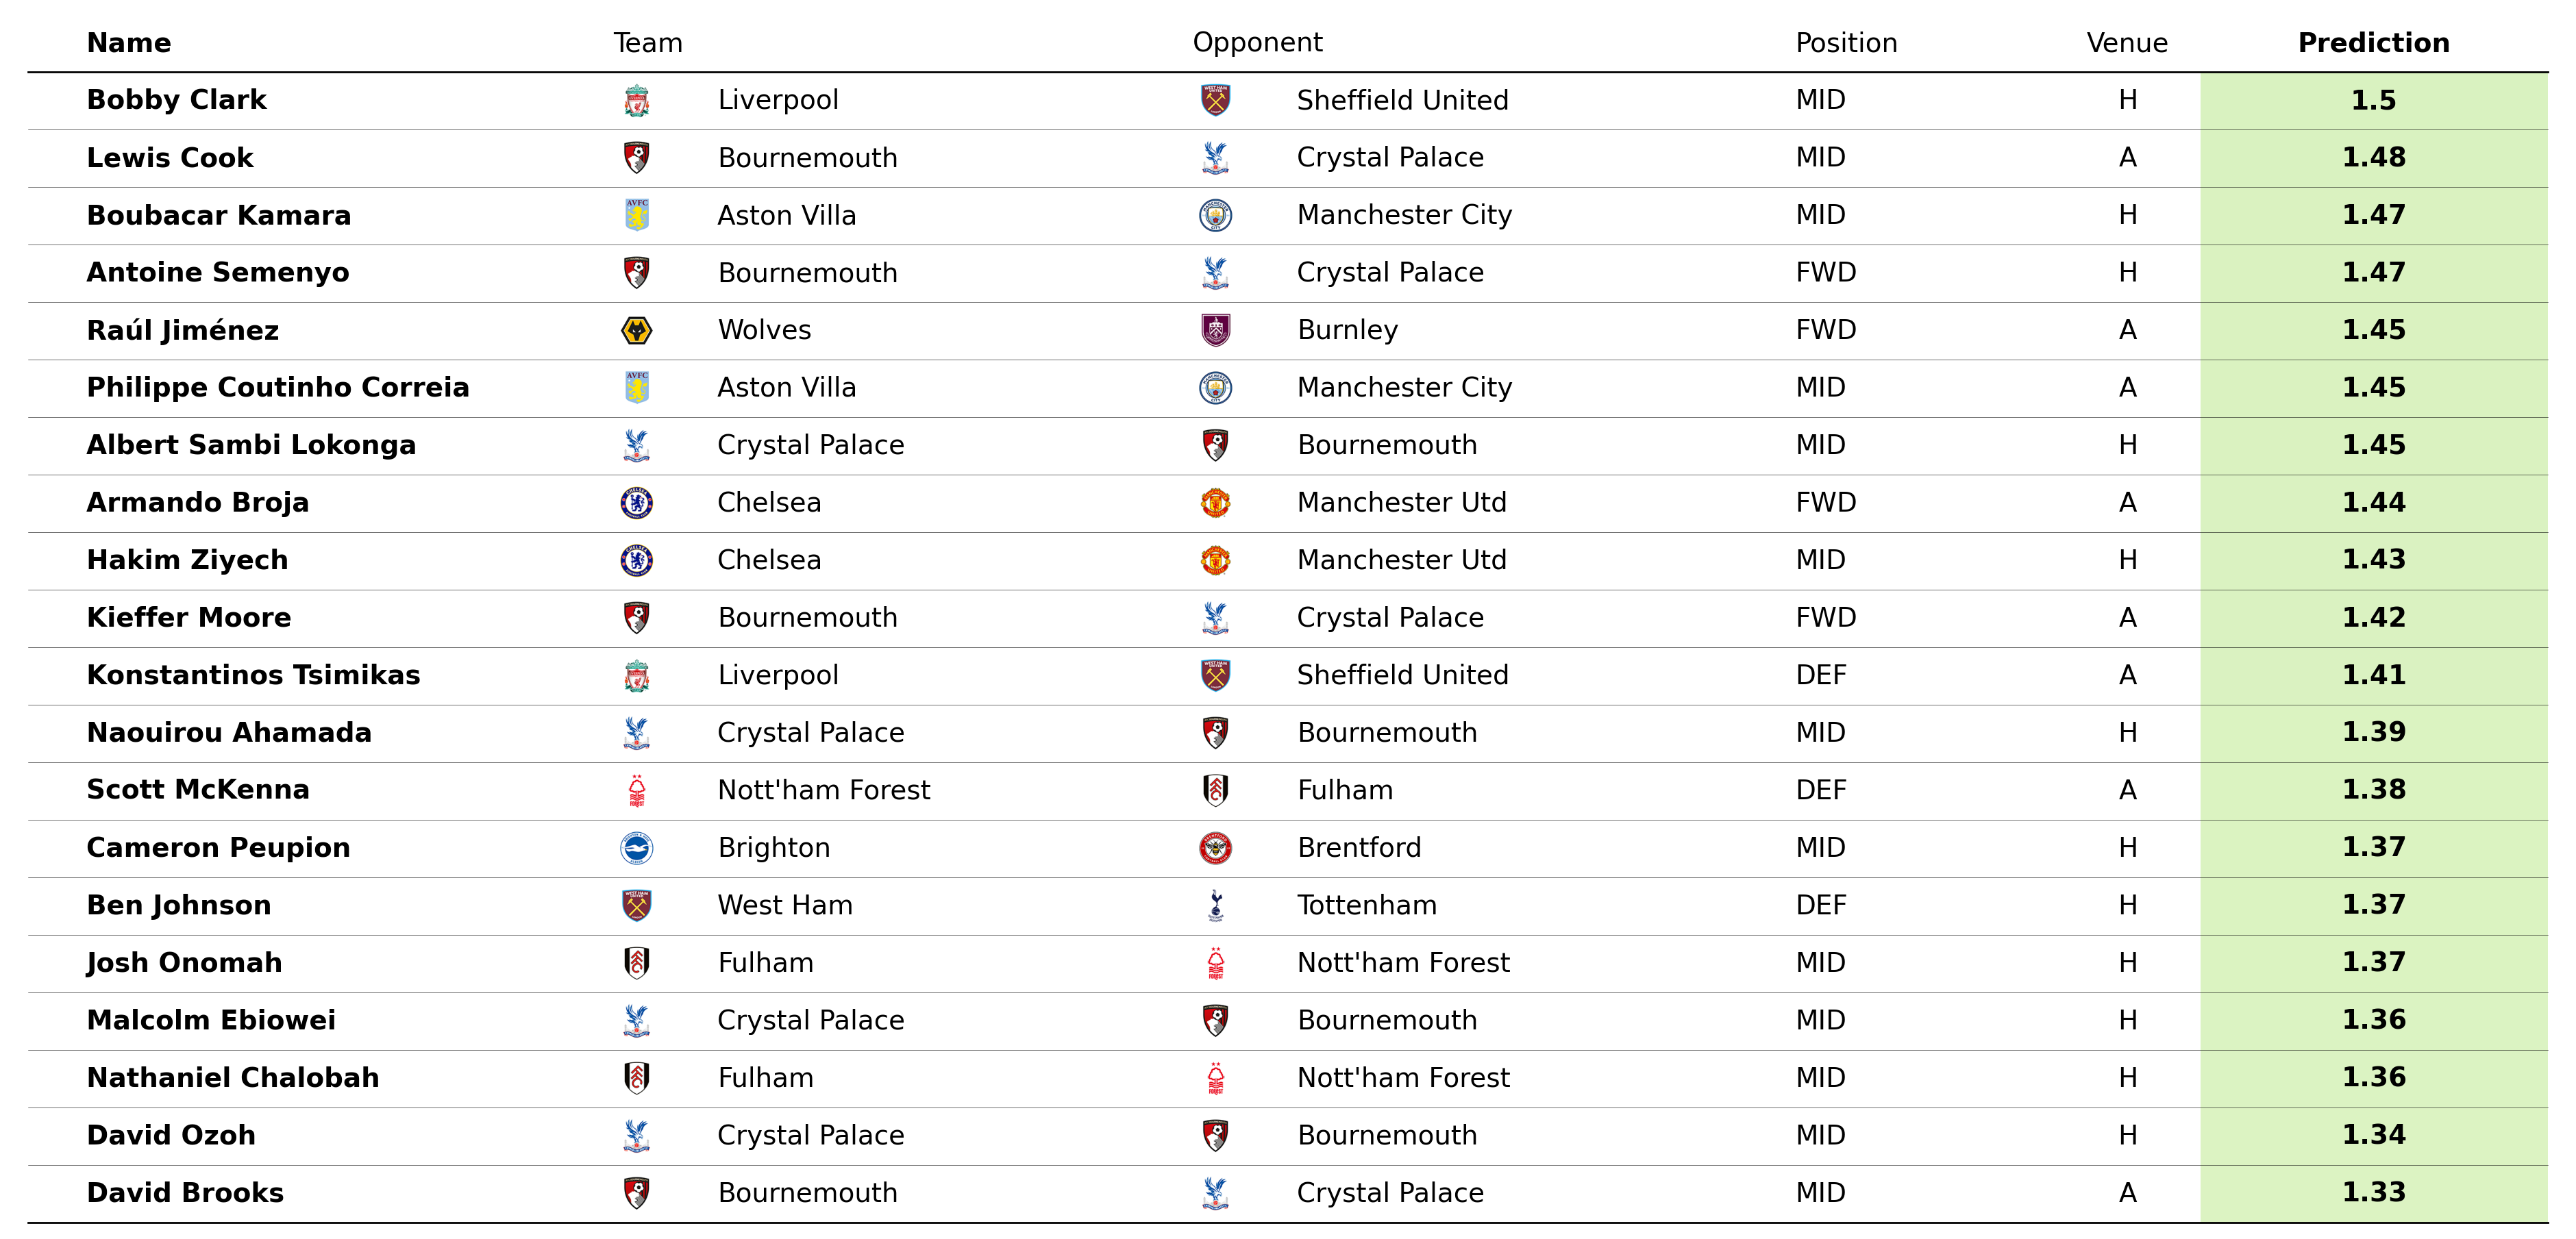 Name Team Opponent Position Venue Prediction
Bobby Clark Liverpool Sheffield United MID H 1.5
Lewis Cook Bournemouth Crystal Palace MID A 1.48
Boubacar Kamara Aston Villa Manchester City MID H 1.47
Antoine Semenyo Bournemouth Crystal Palace FWD H 1.47
Raúl Jiménez Wolves Burnley FWD A 1.45
Philippe Coutinho Correia Aston Villa Manchester City MID A 1.45
Albert Sambi Lokonga Crystal Palace Bournemouth MID H 1.45
Armando Broja Chelsea Manchester Utd FWD A 1.44
Hakim Ziyech Chelsea Manchester Utd MID H 1.43
Kieffer Moore Bournemouth Crystal Palace FWD A 1.42
Konstantinos Tsimikas Liverpool Sheffield United DEF A 1.41
Naouirou Ahamada Crystal Palace Bournemouth MID H 1.39
Scott McKenna Nott'ham Forest Fulham DEF A 1.38
Cameron Peupion Brighton Brentford MID H 1.37
Ben Johnson West Ham Tottenham DEF H 1.37
Josh Onomah Fulham Nott'ham Forest MID H 1.37
Malcolm Ebiowei Crystal Palace Bournemouth MID H 1.36
Nathaniel Chalobah Fulham Nott'ham Forest MID H 1.36
David Ozoh Crystal Palace Bournemouth MID H 1.34
David Brooks Bournemouth Crystal Palace MID A 1.33